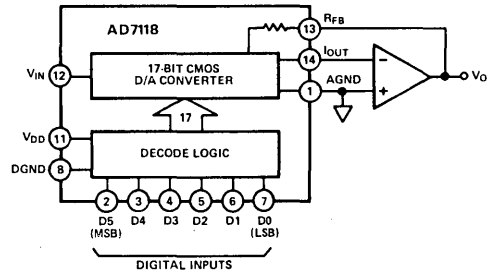 AD7118
13 RFB
14 IOUT
17-BIT CMOS
D/A CONVERTER
VIN 12
AGND
1
− +
VO
17
VDD 11
DGND 8
DECODE LOGIC
2 3 4 5 6 7
D5 D4 D3 D2 D1 D0
(MSB) (LSB)
DIGITAL INPUTS